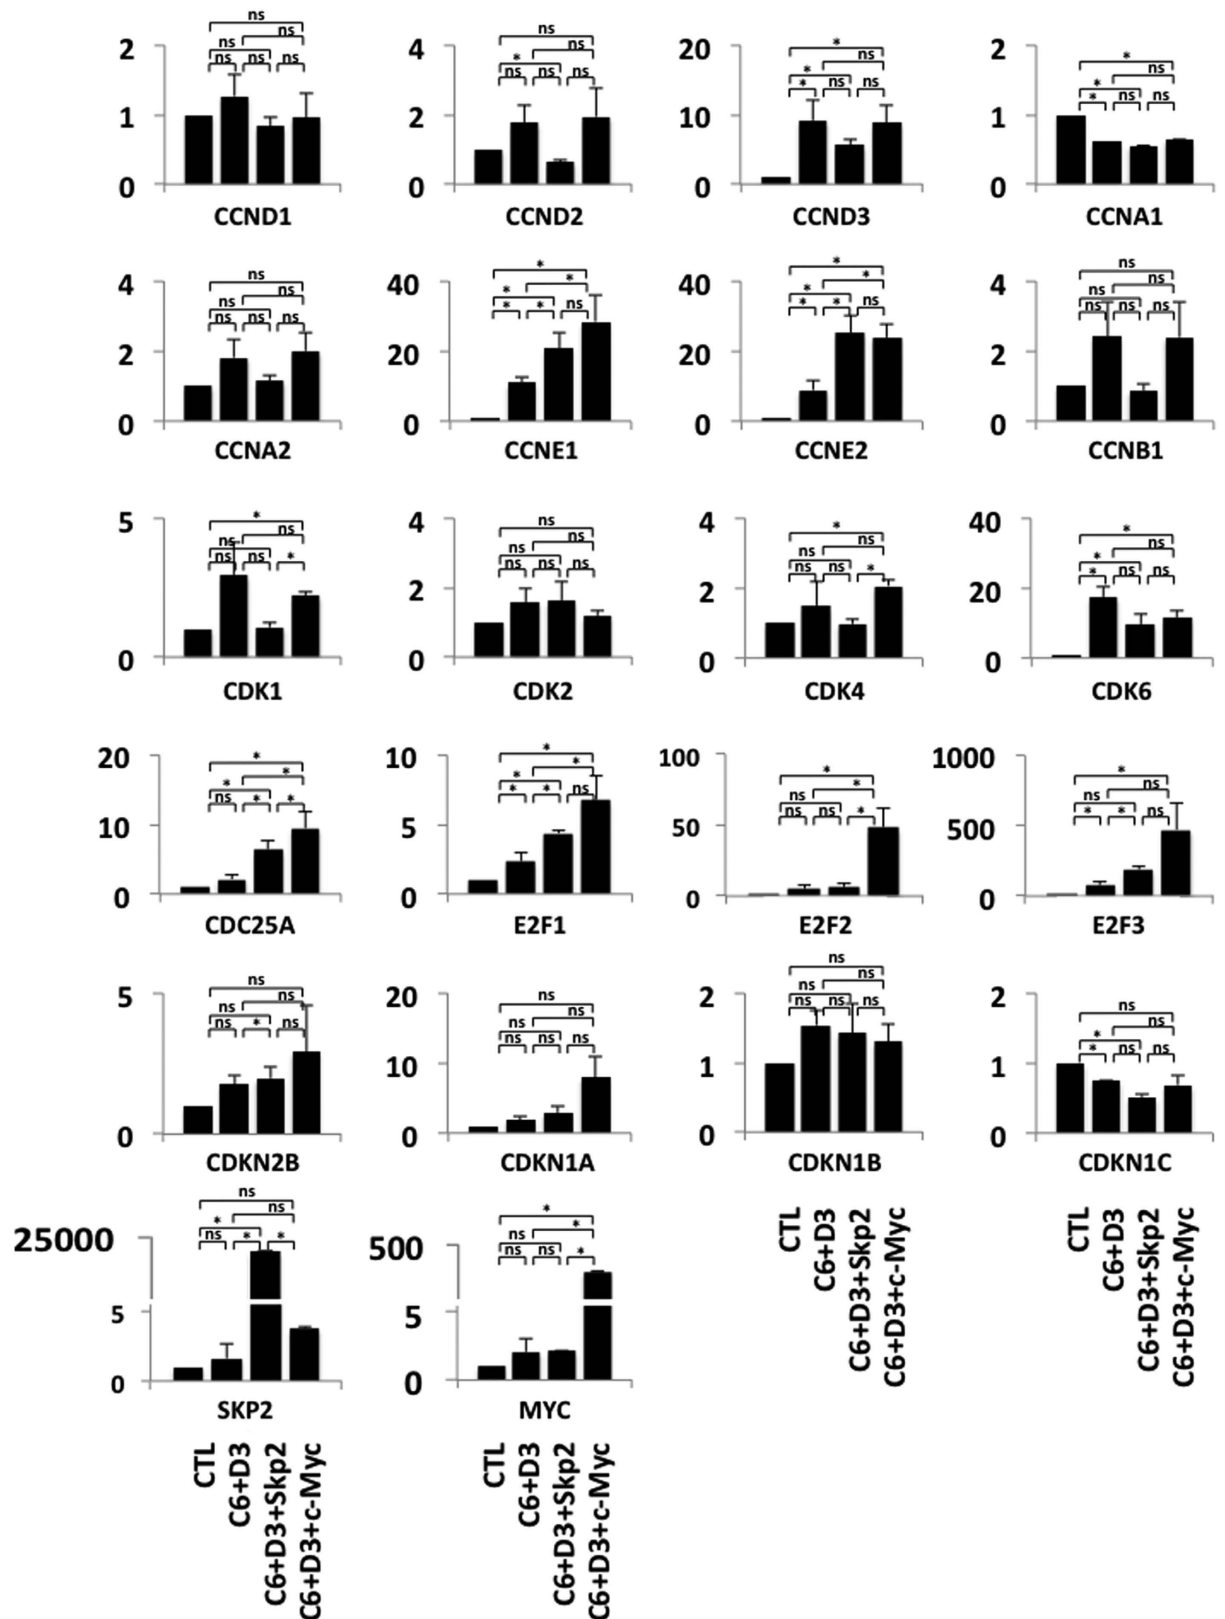 ns
ns
ns
ns ns ns
2
1
0
CCND1
ns
ns
*
ns ns ns
4
2
0
CCND2
*
ns
*
* ns ns
20
10
0
CCND3
*
ns
*
* ns ns
2
1
0
CCNA1
ns
ns
ns
ns ns ns
4
2
0
CCNA2
*
*
*
* * ns
40
20
0
CCNE1
*
*
*
* * ns
40
20
0
CCNE2
ns
ns
ns
ns ns ns
4
2
0
CCNB1
*
ns
ns
ns ns *
5
0
CDK1
ns
ns
ns
ns ns ns
4
2
0
CDK2
*
ns
ns
ns ns *
4
2
0
CDK4
*
ns
*
* ns ns
40
20
0
CDK6
*
*
*
ns * *
20
10
0
CDC25A
*
*
*
* * ns
10
5
0
E2F1
*
*
ns
ns ns *
100
50
0
E2F2
*
ns
ns
* * ns
1000
500
0
E2F3
ns
ns
ns
ns * ns
5
0
CDKN2B
ns
ns
ns
ns ns ns
20
10
0
CDKN1A
ns
ns
ns
ns ns ns
2
1
0
CDKN1B
ns
ns
*
* ns ns
2
1
0
CDKN1C
ns
ns
*
ns * *
25000
5
0
SKP2
*
*
ns
ns ns *
500
5
0
MYC
CTL
C6+D3
C6+D3+Skp2
C6+D3+c-Myc
CTL
C6+D3
C6+D3+Skp2
C6+D3+c-Myc
CTL
C6+D3
C6+D3+Skp2
C6+D3+c-Myc
CTL
C6+D3
C6+D3+Skp2
C6+D3+c-Myc